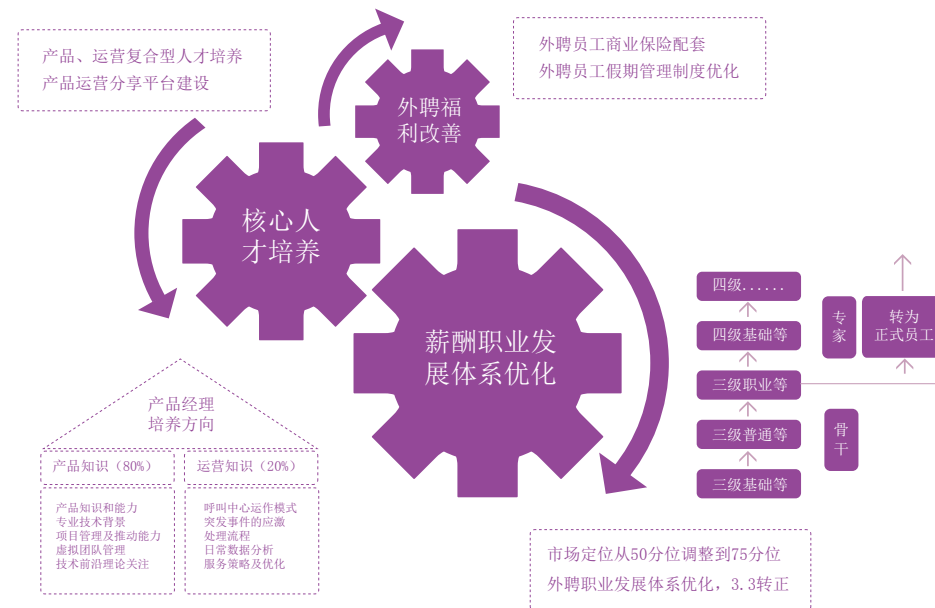 产品、运营复合型人才培养
产品运营分享平台建设
外聘员工商业保险配套
外聘员工假期管理制度优化
外聘福
利改善
核心人
才培养
薪酬职业发
展体系优化
四级......
四级基础等
三级职业等
三级普通等
三级基础等
专
家
转为
正式员工
骨
干
产品经理
培养方向
产品知识（80%）
产品知识和能力
专业技术背景
项目管理及推动能力
虚拟团队管理
技术前沿理论关注
运营知识（20%）
呼叫中心运作模式
突发事件的应激
处理流程
日常数据分析
服务策略及优化
市场定位从50分位调整到75分位
外聘职业发展体系优化，3.3转正